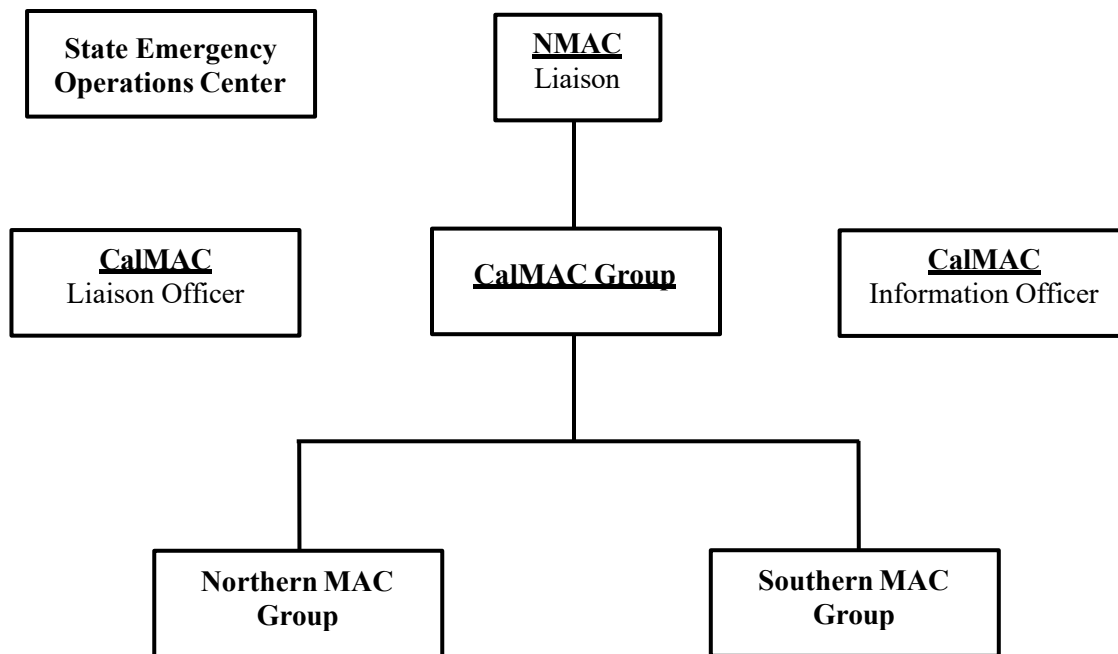 State Emergency
Operations Center
NMAC
Liaison
CalMAC
Liaison Officer
CalMAC Group
CalMAC
Information Officer
Northern MAC
Group
Southern MAC
Group